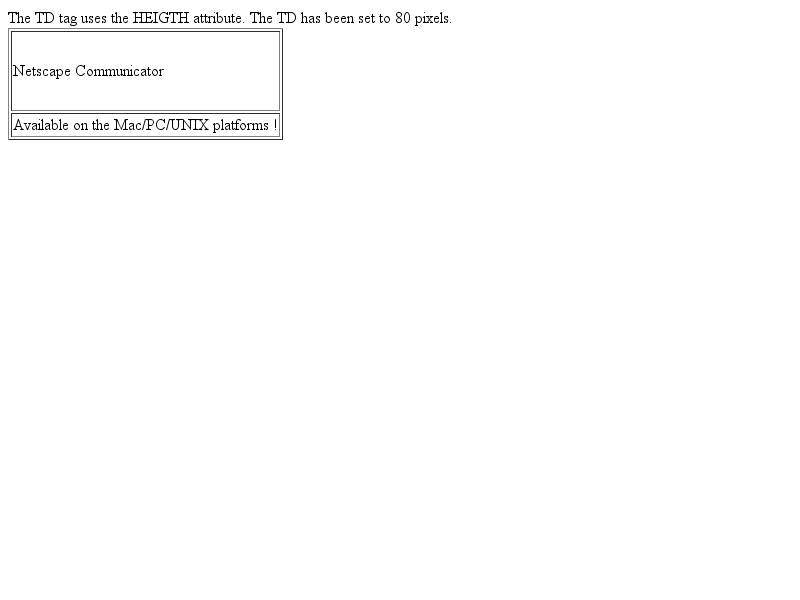 The TD tag uses the HEIGTH attribute. The TD has been set to 80 pixels.
Netscape Communicator
Available on the Mac/PC/UNIX platforms !